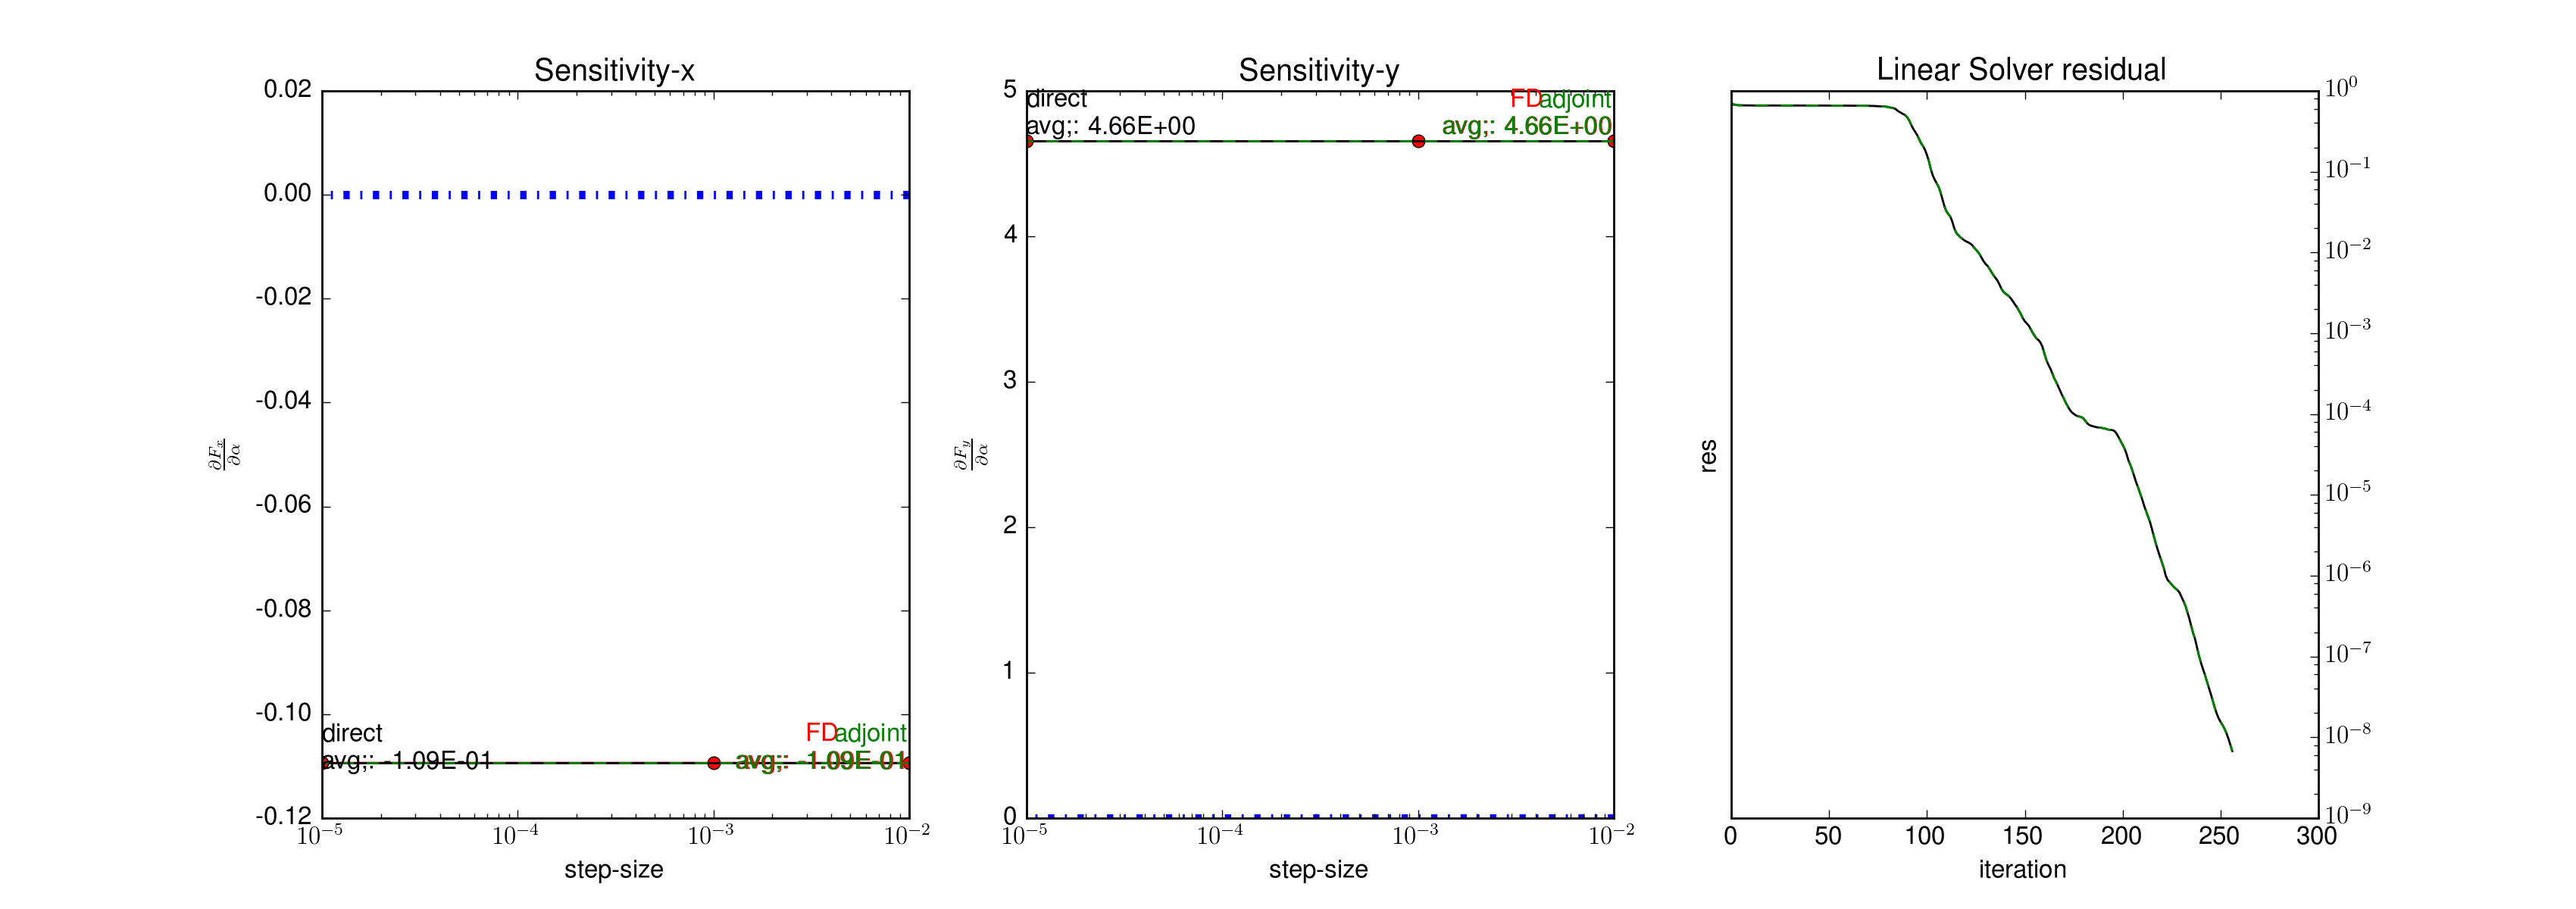 Sensitivity-x
0.02
0.00
-0.02
-0.04
-0.06
-0.08
-0.10
-0.12
∂F_x/∂α
direct
avg;: -1.09E-01
FD
adjoint
avg;: -1.09E-01
10^-5
10^-4
10^-3
10^-2
step-size
Sensitivity-y
5
4
3
2
1
0
∂F_y/∂α
direct
avg;: 4.66E+00
FD
adjoint
avg;: 4.66E+00
10^-5
10^-4
10^-3
10^-2
step-size
Linear Solver residual
res
10^0
10^-1
10^-2
10^-3
10^-4
10^-5
10^-6
10^-7
10^-8
10^-9
0
50
100
150
200
250
300
iteration